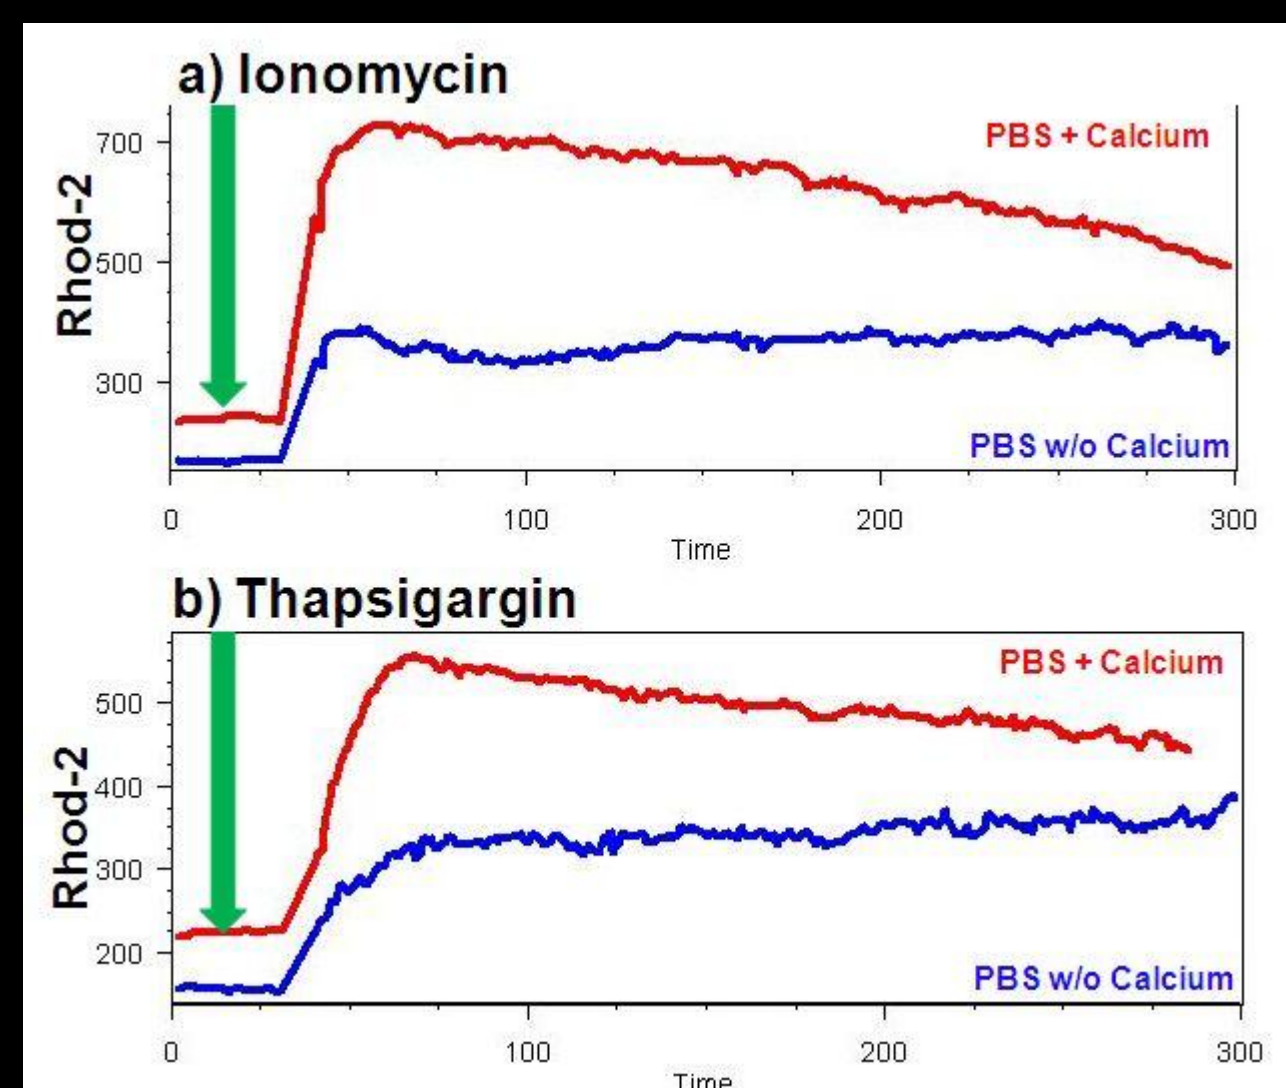 a) Ionomycin
PBS + Calcium
Rhod-2
700
500
300
PBS w/o Calcium
0 100 200 300
Time
b) Thapsigargin
PBS + Calcium
Rhod-2
500
400
300
200
PBS w/o Calcium
0 100 200 300
Time